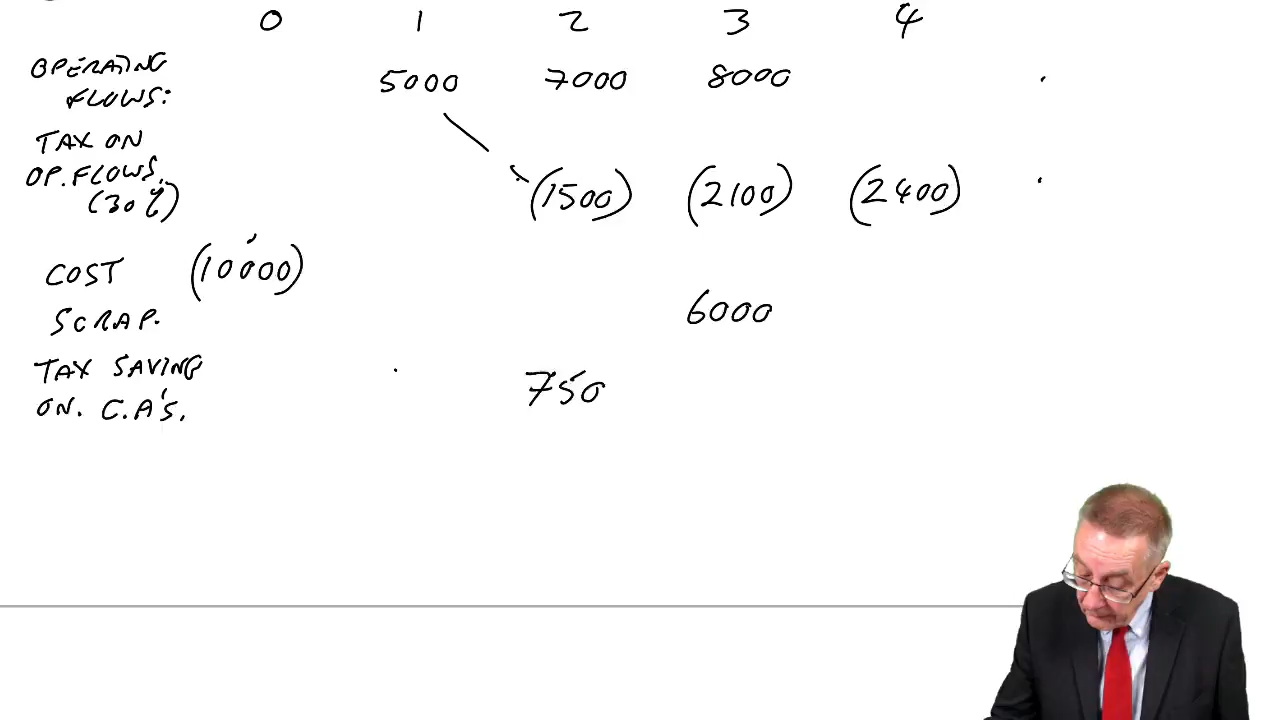 0 1 2 3 4
OPERATING
FLOWS: 5000 7000 8000
TAX ON
OP. FLOWS.
(30%) (1500) (2100) (2400)
COST (10000)
SCRAP. 6000
TAX SAVING
ON. C.A'S. 750